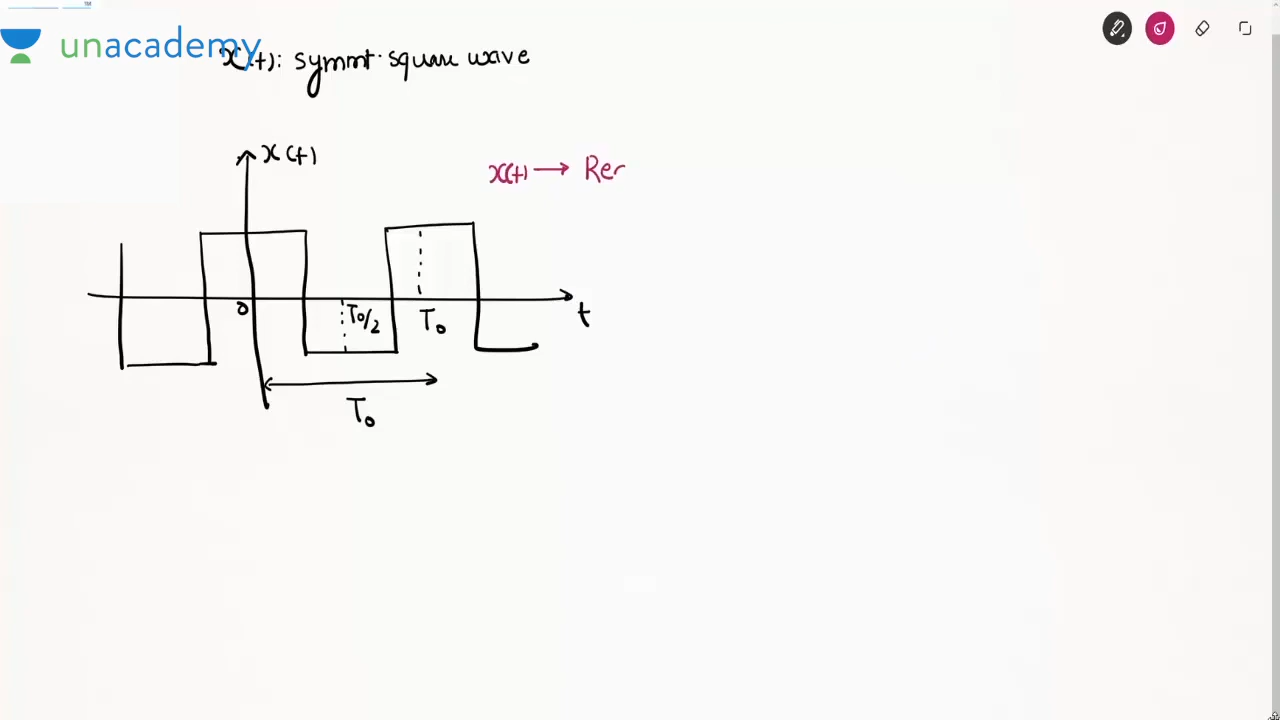 unacademy
x(t): symmt. square wave
x(t)
x(t) → Rer
0
T₀/2
T₀
t
T₀